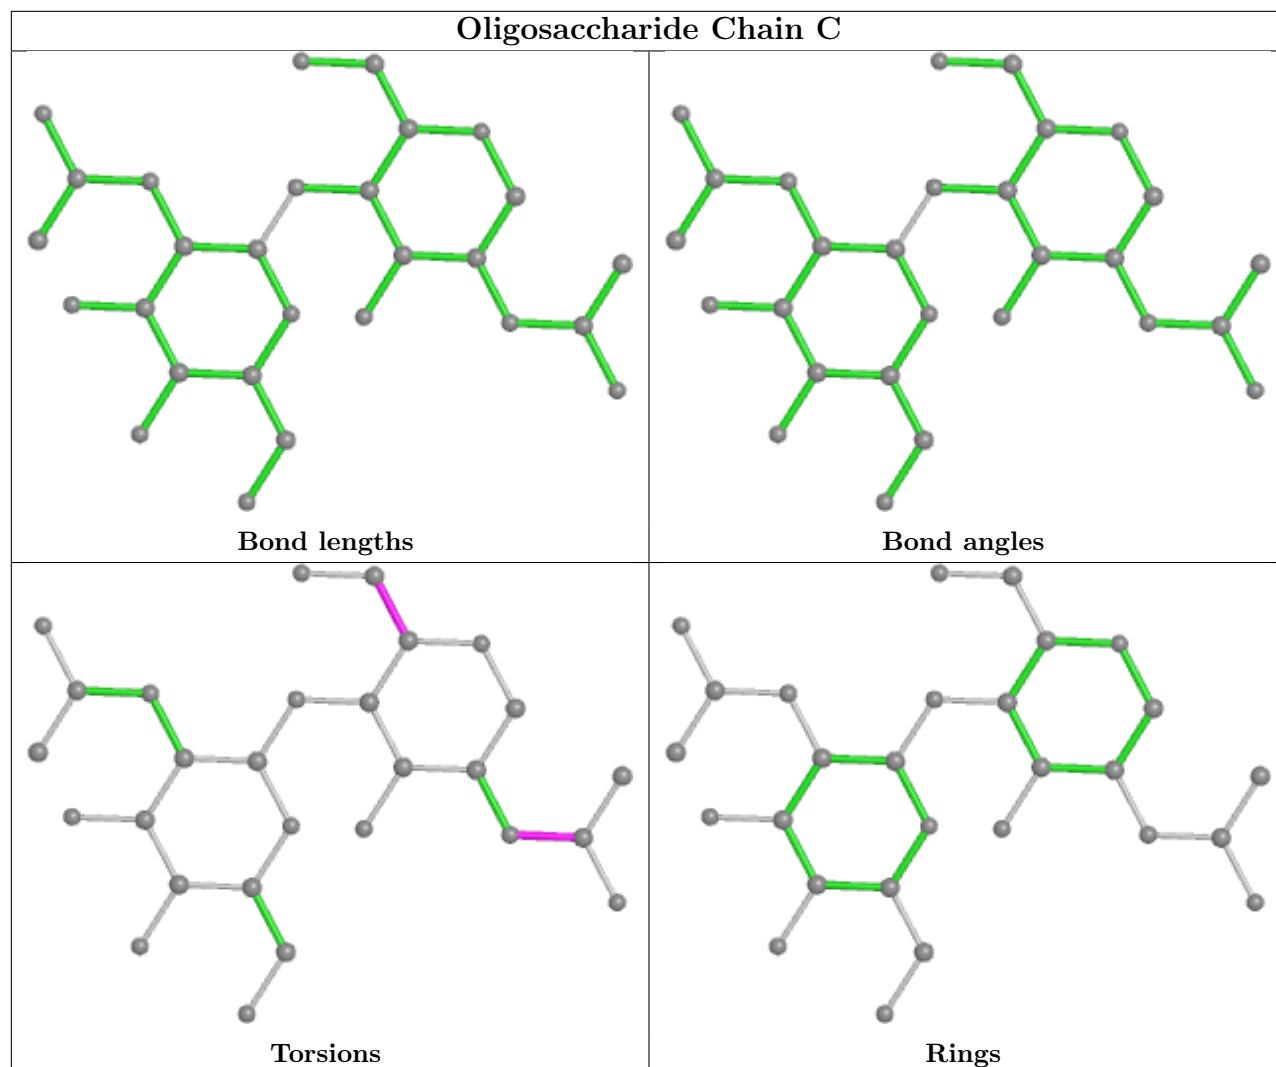 Oligosaccharide Chain C
Bond lengths
Bond angles
Torsions
Rings